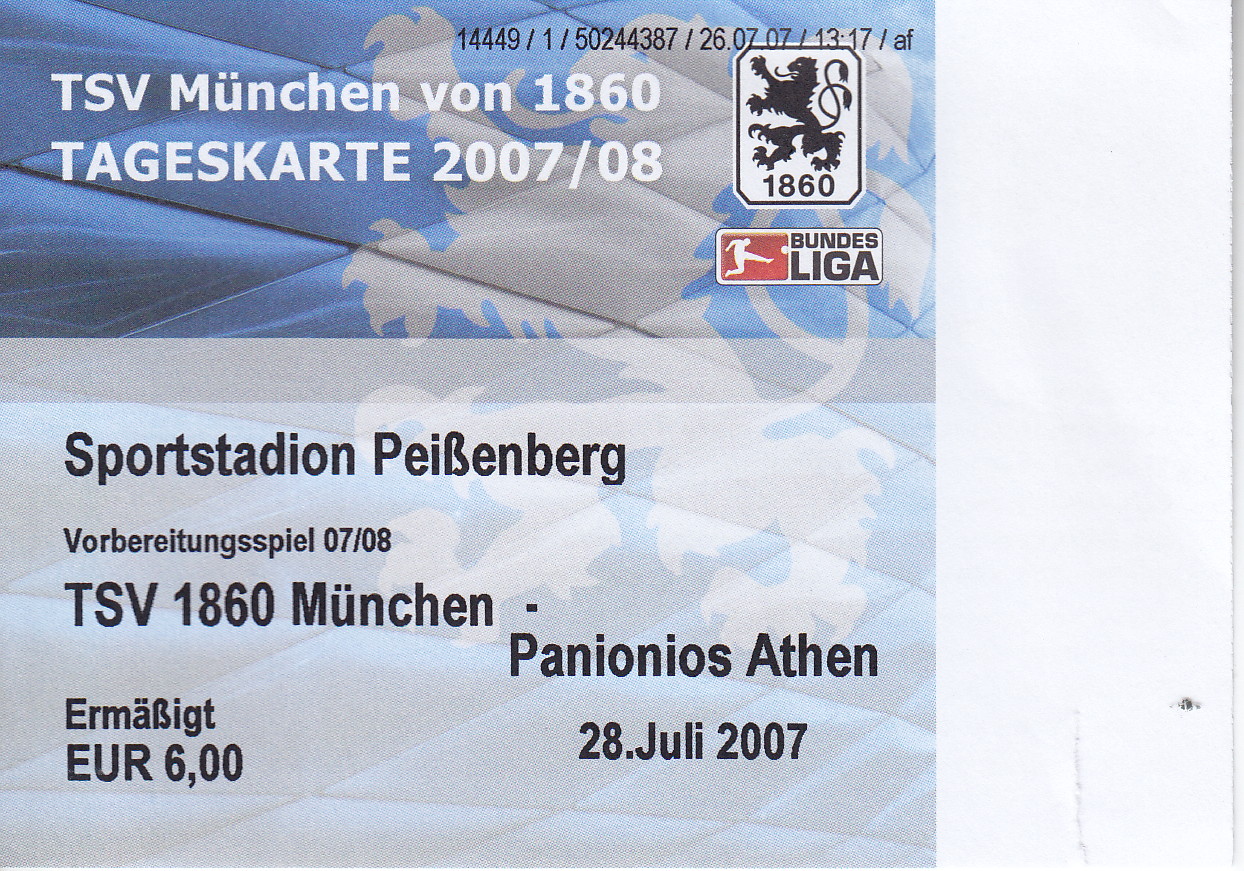 14449 / 1 / 50244387 / 26.07.07 / 13:17 / af
TSV München von 1860
TAGESKARTE 2007/08
1860
BUNDES
LIGA
Sportstadion Peißenberg
Vorbereitungsspiel 07/08
TSV 1860 München -
Panionios Athen
Ermäßigt
EUR 6,00
28.Juli 2007